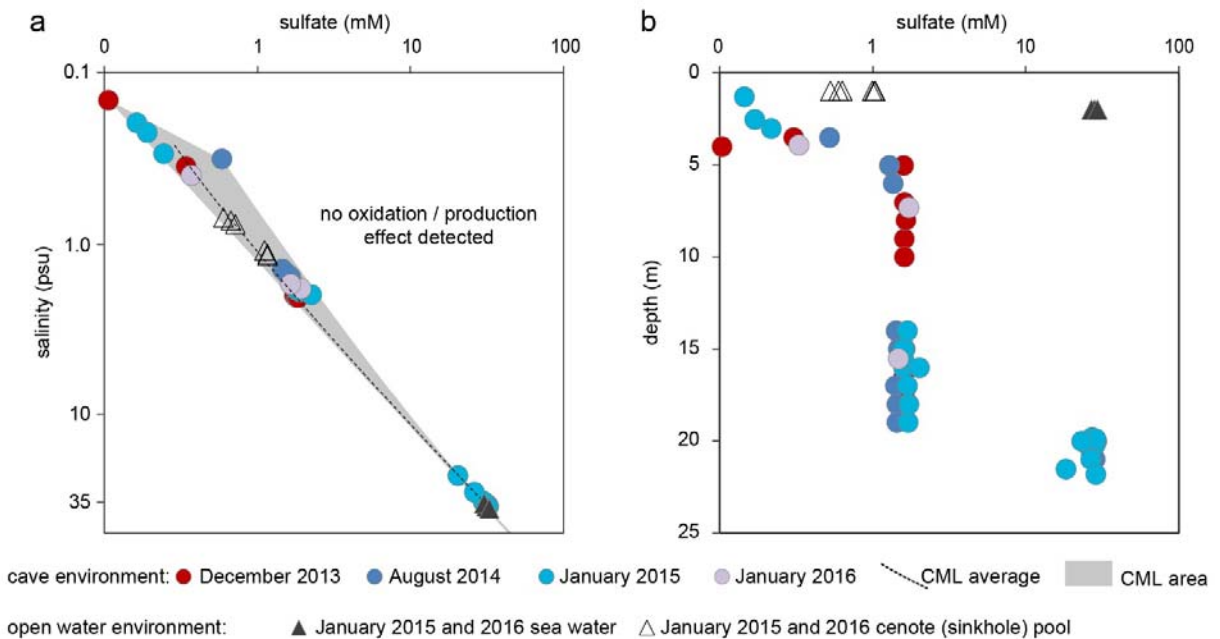 a
sulfate (mM)
0 1 10 100
0.1
1.0
10
35
salinity (psu)
no oxidation / production
effect detected
b
sulfate (mM)
0 1 10 100
0
5
10
15
20
25
depth (m)
cave environment: December 2013 August 2014 January 2015 January 2016 CML average CML area
open water environment: January 2015 and 2016 sea water January 2015 and 2016 cenote (sinkhole) pool